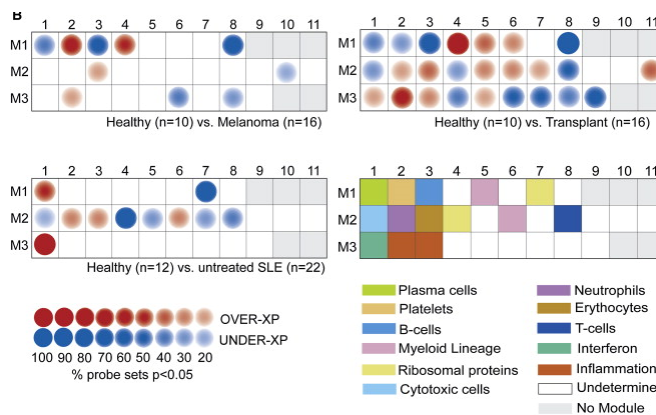 B
1 2 3 4 5 6 7 8 9 10 11
M1
M2
M3
Healthy (n=10) vs. Melanoma (n=16)
1 2 3 4 5 6 7 8 9 10 11
M1
M2
M3
Healthy (n=10) vs. Transplant (n=16)
1 2 3 4 5 6 7 8 9 10 11
M1
M2
M3
Healthy (n=12) vs. untreated SLE (n=22)
1 2 3 4 5 6 7 8 9 10 11
M1
M2
M3
OVER-XP
UNDER-XP
100 90 80 70 60 50 40 30 20
% probe sets p<0.05
Plasma cells
Platelets
B-cells
Myeloid Lineage
Ribosomal proteins
Cytotoxic cells
Neutrophils
Erythocytes
T-cells
Interferon
Inflammation
Undetermine
No Module